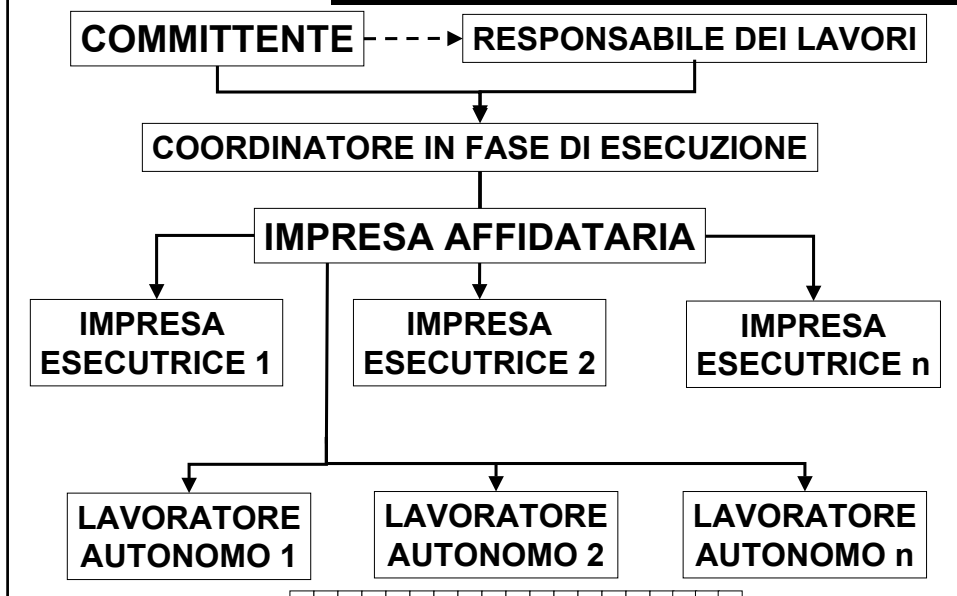 COMMITTENTE
RESPONSABILE DEI LAVORI
COORDINATORE IN FASE DI ESECUZIONE
IMPRESA AFFIDATARIA
IMPRESA
ESECUTRICE 1
IMPRESA
ESECUTRICE 2
IMPRESA
ESECUTRICE n
LAVORATORE
AUTONOMO 1
LAVORATORE
AUTONOMO 2
LAVORATORE
AUTONOMO n